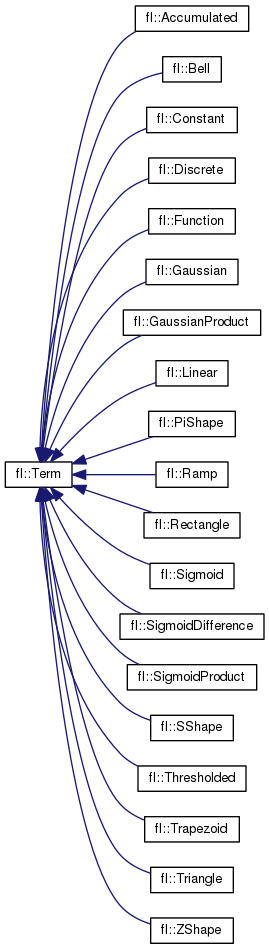 fl::Accumulated
fl::Bell
fl::Constant
fl::Discrete
fl::Function
fl::Gaussian
fl::GaussianProduct
fl::Linear
fl::PiShape
fl::Term
fl::Ramp
fl::Rectangle
fl::Sigmoid
fl::SigmoidDifference
fl::SigmoidProduct
fl::SShape
fl::Thresholded
fl::Trapezoid
fl::Triangle
fl::ZShape